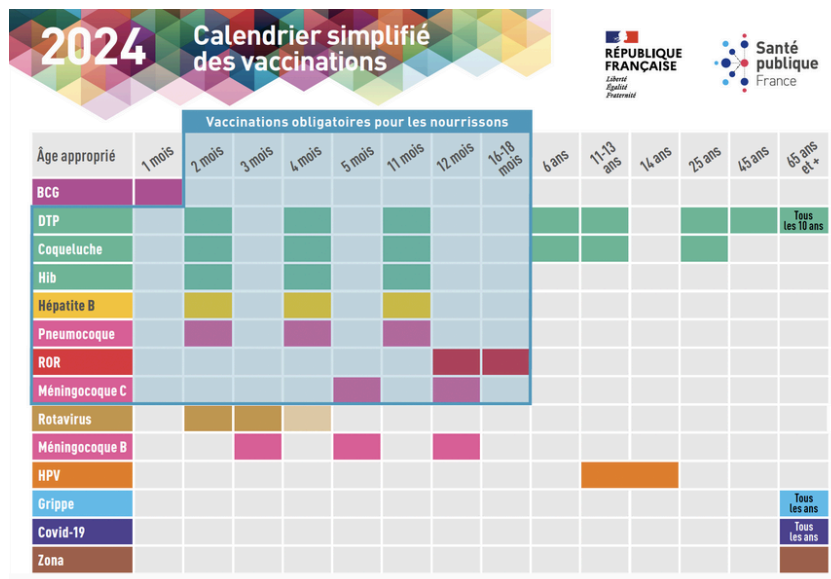 2024
Calendrier simplifié
des vaccinations
RÉPUBLIQUE
FRANÇAISE
Liberté
Égalité
Fraternité
Santé
publique
France
Vaccinations obligatoires pour les nourrissons
Âge approprié
1 mois
2 mois
3 mois
4 mois
5 mois
11 mois
12 mois
16-18
mois
6 ans
11-13
ans
14 ans
25 ans
45 ans
65 ans
et +
BCG
DTP
Tous
les 10 ans
Coqueluche
Hib
Hépatite B
Pneumocoque
ROR
Méningocoque C
Rotavirus
Méningocoque B
HPV
Grippe
Tous
les ans
Covid-19
Tous
les ans
Zona